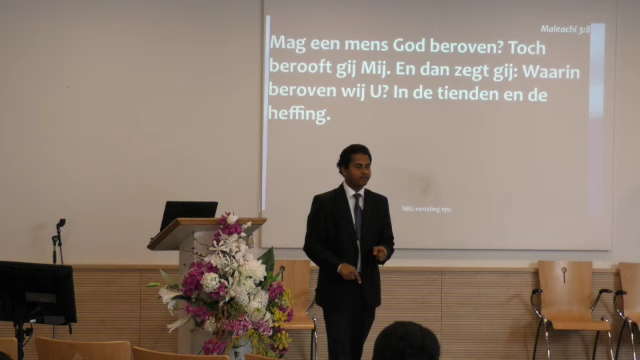 Maleachi 3:8
Mag een mens God beroven? Toch
berooft gij Mij. En dan zegt gij: Waarin
beroven wij U? In de tienden en de
heffing.
NBG vertaling 1951